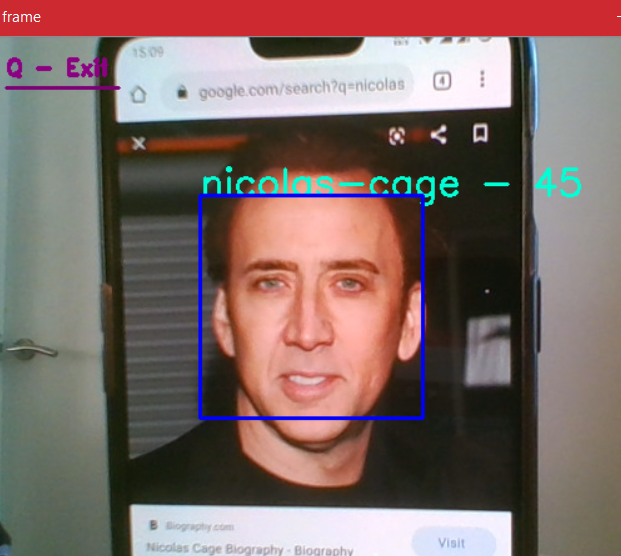 frame
15:09
Q - Exit
google.com/search?q=nicolas
4
nicolas-cage - 45
B Biography.com
Nicolas Cage Biography - Biography
Visit